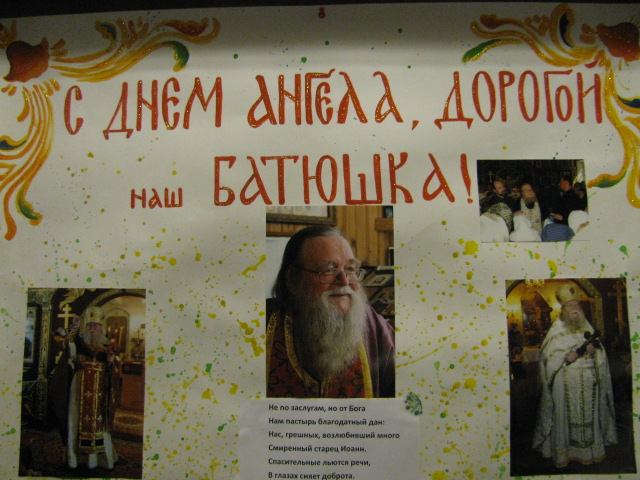 С ДНЕМ АНГЕЛА, ДОРОГОЙ
НАШ БАТЮШКА!
Не по заслугам, но от Бога
Нам пастырь благодатный дан:
Нас, грешных, возлюбивший много
Смиренный старец Иоанн.
Спасительные льются речи,
В глазах сияет доброта.